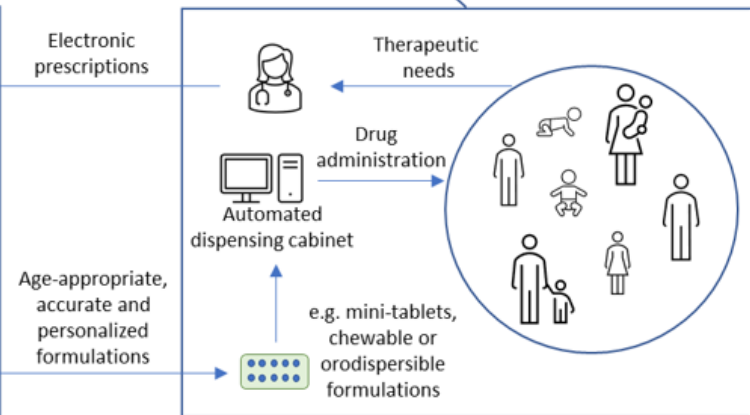 Electronic
prescriptions
Therapeutic
needs
Drug
administration
Automated
dispensing cabinet
Age-appropriate,
accurate and
personalized
formulations
e.g. mini-tablets,
chewable or
orodispersible
formulations